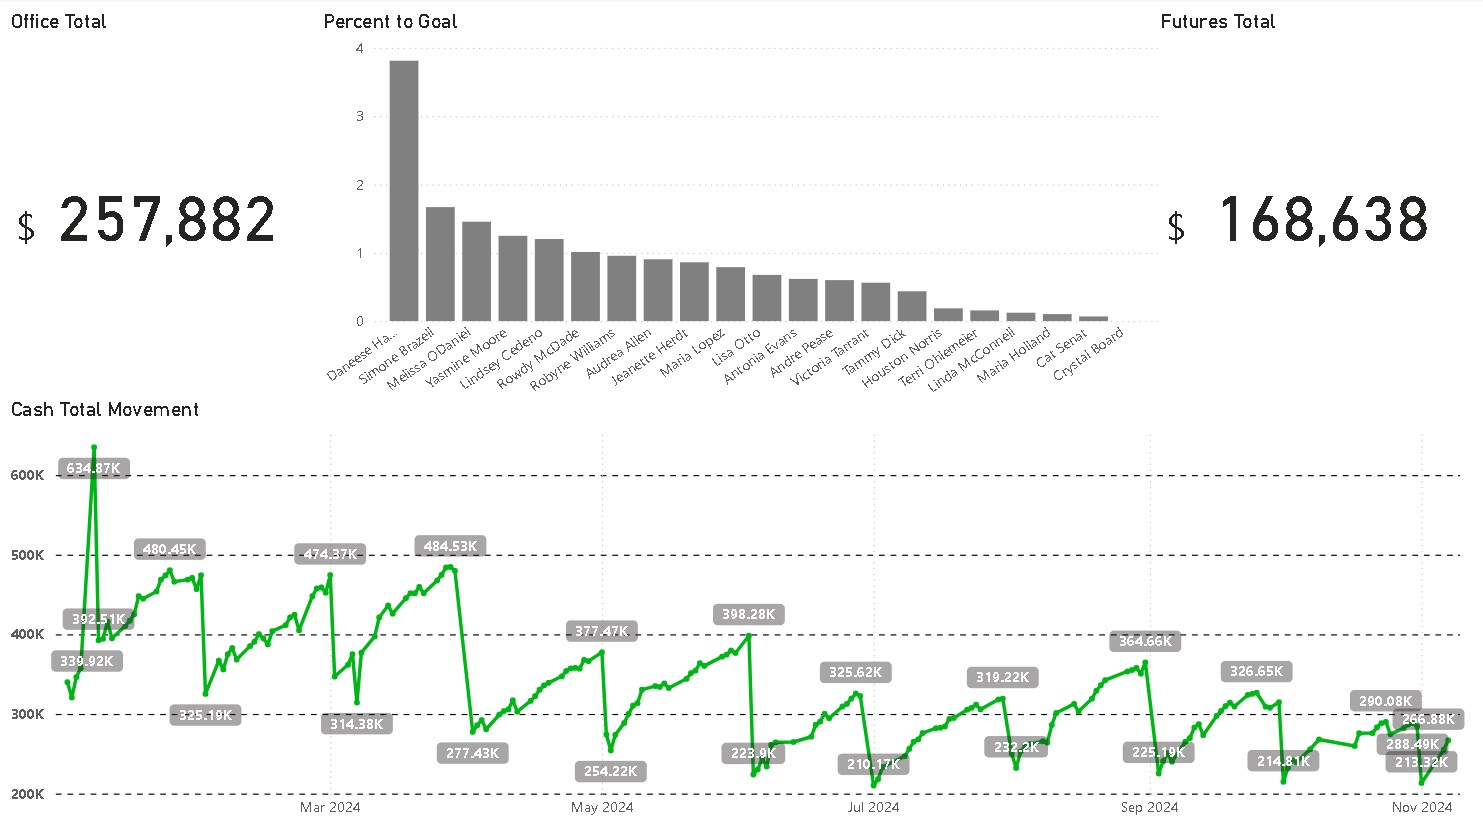 Office Total
Percent to Goal
Futures Total
4
3
2
1
0
$ 257,882
$ 168,638
Daneese Ha...
Simone Brazell
Melissa ODaniel
Yasmine Moore
Lindsey Cedeno
Rowdy McDade
Robyne Williams
Audrea Allen
Jeanette Herdt
Maria Lopez
Lisa Otto
Antonia Evans
Andre Pease
Victoria Tarrant
Tammy Dick
Houston Norris
Terri Ohlemeier
Linda McConnell
Marla Holland
Cat Senat
Crystal Board
Cash Total Movement
600K
500K
400K
300K
200K
634.87K
392.51K
339.92K
480.45K
325.19K
474.37K
314.38K
484.53K
277.43K
377.47K
254.22K
398.28K
223.9K
325.62K
210.17K
319.22K
232.2K
364.66K
225.19K
326.65K
214.81K
290.08K
266.88K
288.49K
213.32K
Mar 2024
May 2024
Jul 2024
Sep 2024
Nov 2024